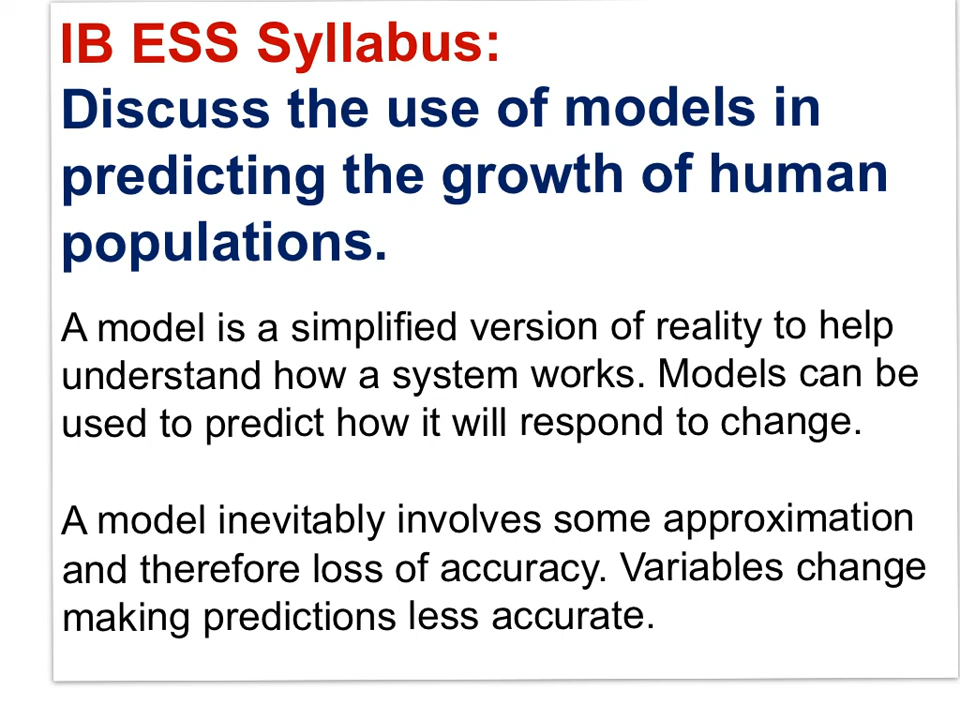 IB ESS Syllabus:
Discuss the use of models in
predicting the growth of human
populations.
A model is a simplified version of reality to help
understand how a system works. Models can be
used to predict how it will respond to change.
A model inevitably involves some approximation
and therefore loss of accuracy. Variables change
making predictions less accurate.